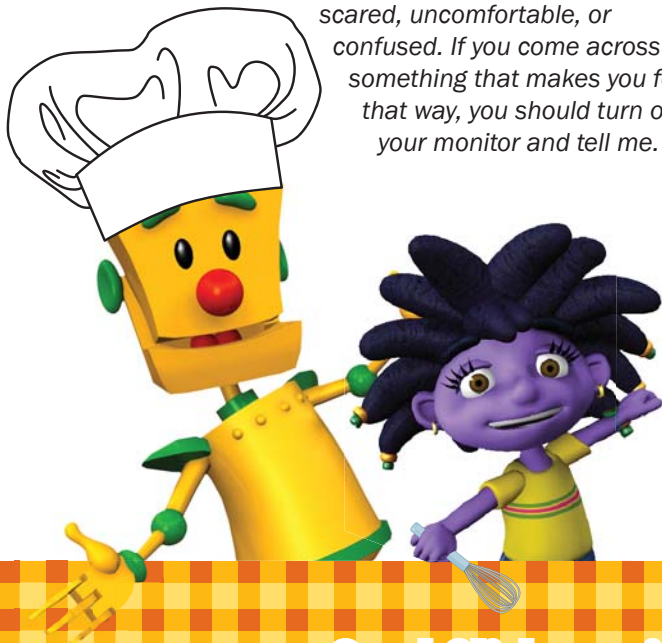 scared, uncomfortable, or
confused. If you come across
something that makes you
that way, you should turn
your monitor and tell me.